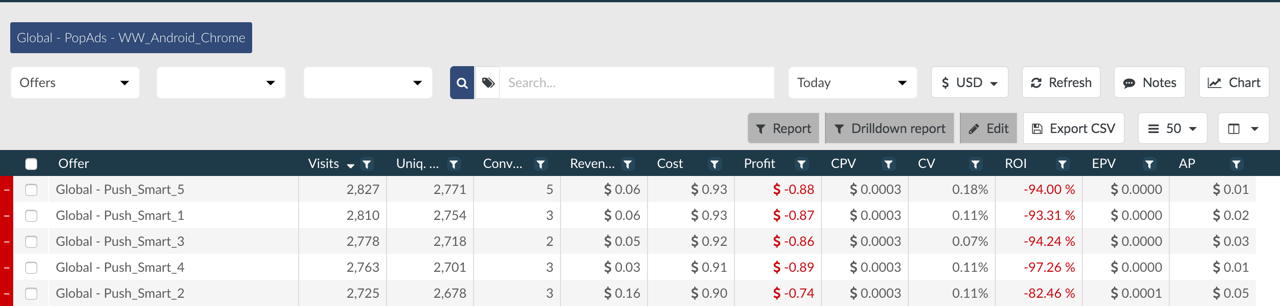 Global - PopAds - WW_Android_Chrome
Offers Search... Today $ USD Refresh Notes Chart
Report Drilldown report Edit Export CSV 50
Offer Visits Uniq. ... Conv... Reven... Cost Profit CPV CV ROI EPV AP
Global - Push_Smart_5 2,827 2,771 5 $ 0.06 $ 0.93 $ -0.88 $ 0.0003 0.18% -94.00 % $ 0.0000 $ 0.01
Global - Push_Smart_1 2,810 2,754 3 $ 0.06 $ 0.93 $ -0.87 $ 0.0003 0.11% -93.31 % $ 0.0000 $ 0.02
Global - Push_Smart_3 2,778 2,718 2 $ 0.05 $ 0.92 $ -0.86 $ 0.0003 0.07% -94.24 % $ 0.0000 $ 0.03
Global - Push_Smart_4 2,763 2,701 3 $ 0.03 $ 0.91 $ -0.89 $ 0.0003 0.11% -97.26 % $ 0.0000 $ 0.01
Global - Push_Smart_2 2,725 2,678 3 $ 0.16 $ 0.90 $ -0.74 $ 0.0003 0.11% -82.46 % $ 0.0001 $ 0.05